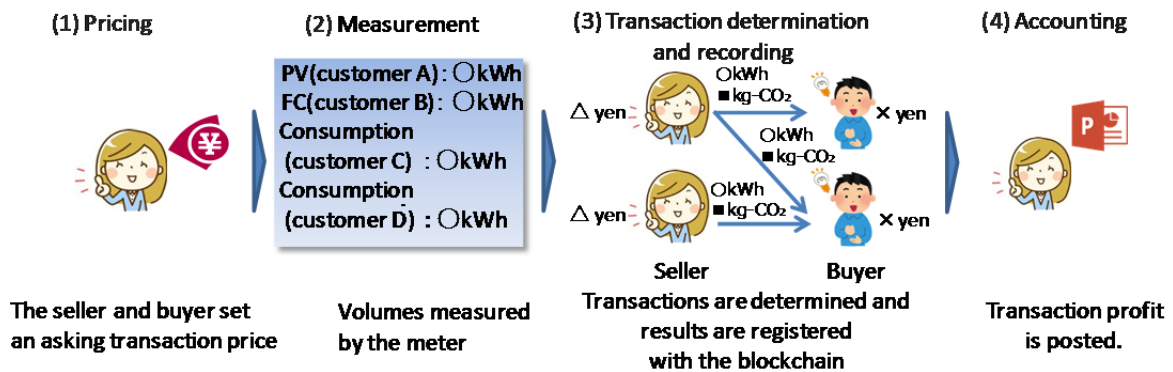 (1) Pricing
¥
The seller and buyer set
an asking transaction price
(2) Measurement
PV(customer A) : ○kWh
FC(customer B) : ○kWh
Consumption
(customer C) : ○kWh
Consumption
(customer D) : ○kWh
Volumes measured
by the meter
(3) Transaction determination
and recording
○kWh
■kg-CO₂
△ yen
× yen
○kWh
■kg-CO₂
○kWh
■kg-CO₂
△ yen
× yen
Seller
Buyer
Transactions are determined and
results are registered
with the blockchain
(4) Accounting
P
Transaction profit
is posted.